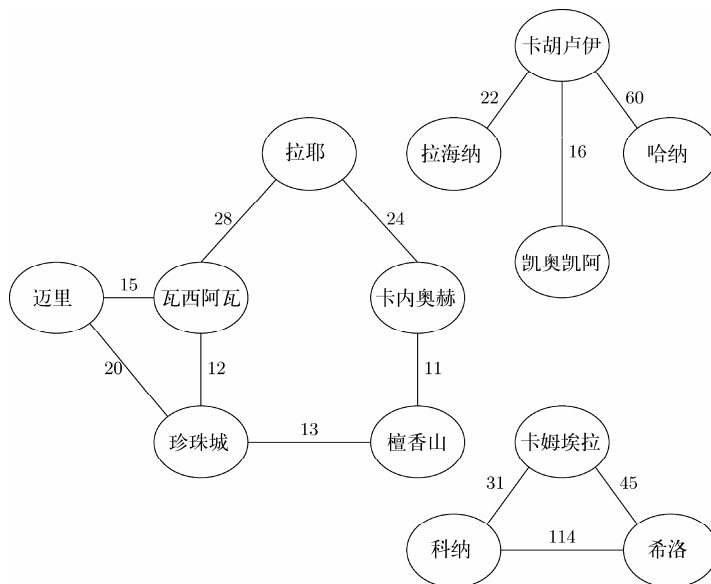 卡胡卢伊
22
60
拉耶
拉海纳
16
哈纳
28
24
凯奥凯阿
迈里
15
瓦西阿瓦
卡内奥赫
20
12
11
珍珠城
13
檀香山
卡姆埃拉
31
45
科纳
114
希洛